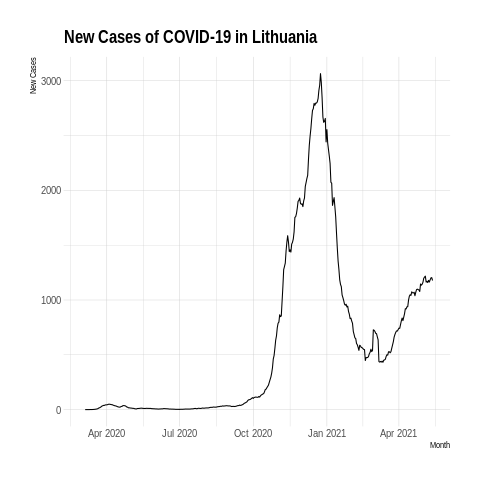 New Cases of COVID-19 in Lithuania
New Cases
3000
2000
1000
0
Apr 2020 Jul 2020 Oct 2020 Jan 2021 Apr 2021
Month